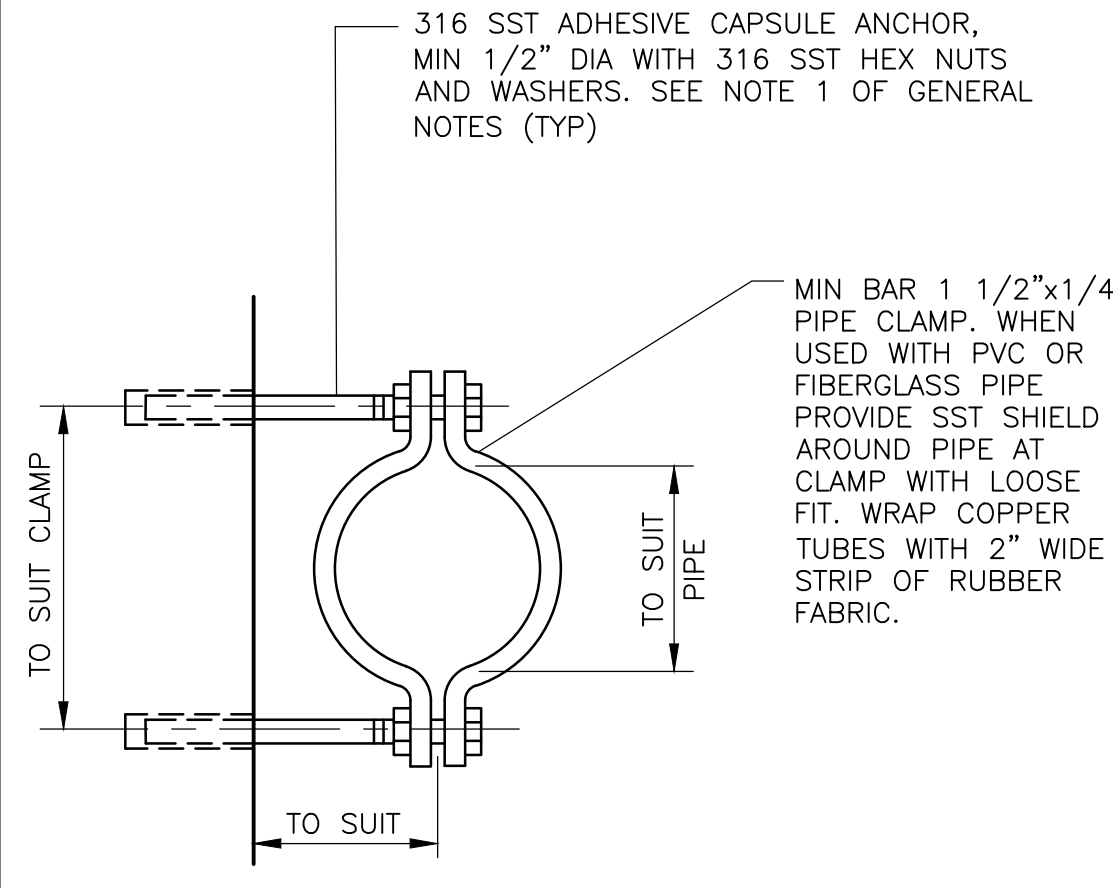 316 SST ADHESIVE CAPSULE ANCHOR,
MIN 1/2" DIA WITH 316 SST HEX NUTS
AND WASHERS. SEE NOTE 1 OF GENERAL
NOTES (TYP)
MIN BAR 1 1/2"x1/4
PIPE CLAMP. WHEN
USED WITH PVC OR
FIBERGLASS PIPE
PROVIDE SST SHIELD
AROUND PIPE AT
CLAMP WITH LOOSE
FIT. WRAP COPPER
TUBES WITH 2" WIDE
STRIP OF RUBBER
FABRIC.
TO SUIT CLAMP
TO SUIT
PIPE
TO SUIT